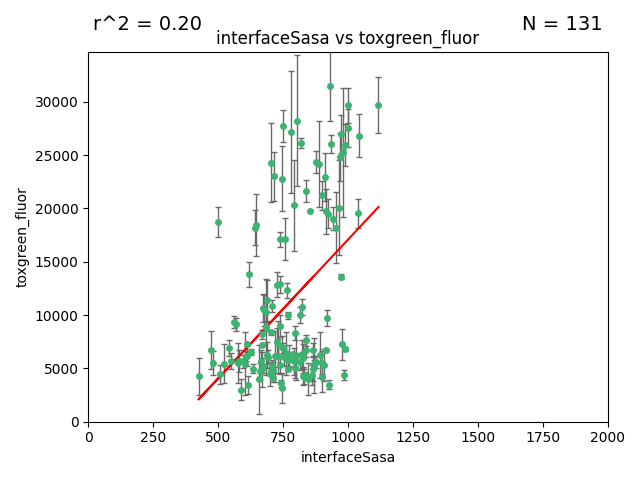 r^2 = 0.20
N = 131
interfaceSasa vs toxgreen_fluor
30000
25000
20000
15000
10000
5000
0
toxgreen_fluor
0 250 500 750 1000 1250 1500 1750 2000
interfaceSasa